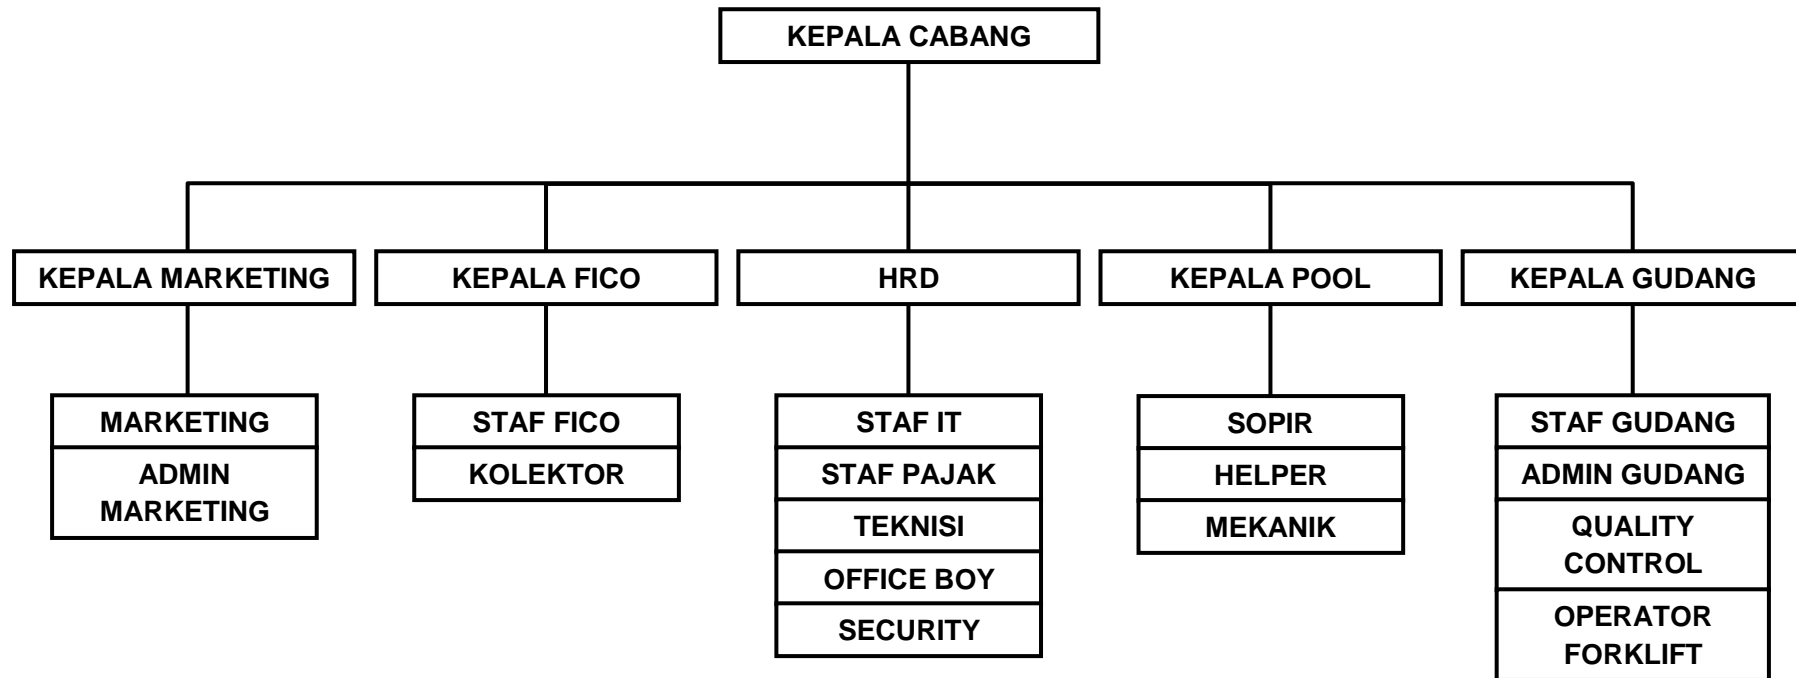 KEPALA CABANG
KEPALA MARKETING
KEPALA FICO
HRD
KEPALA POOL
KEPALA GUDANG
MARKETING
ADMIN
MARKETING
STAF FICO
KOLEKTOR
STAF IT
STAF PAJAK
TEKNISI
OFFICE BOY
SECURITY
SOPIR
HELPER
MEKANIK
STAF GUDANG
ADMIN GUDANG
QUALITY
CONTROL
OPERATOR
FORKLIFT